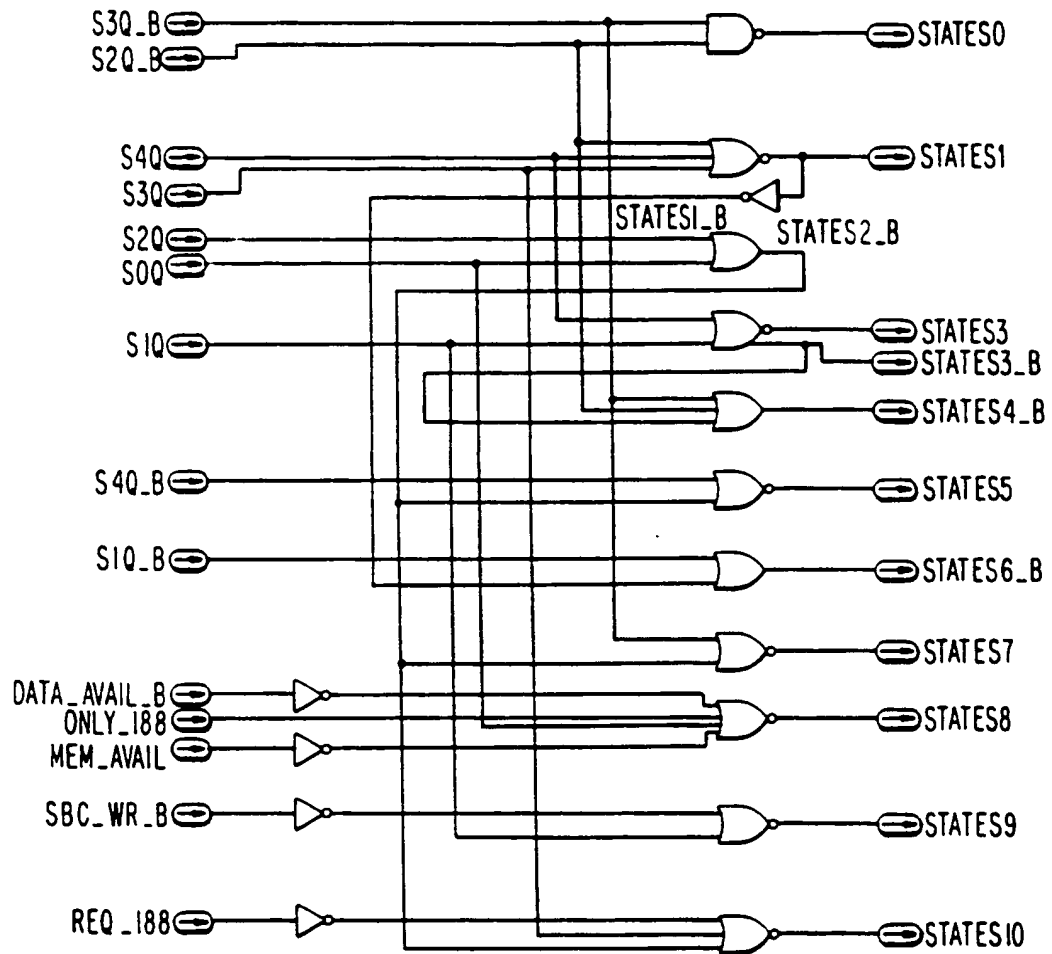 S3Q_B
STATES0
S2Q_B
S4Q
STATES1
S3Q
STATES1_B
S2Q
STATES2_B
S0Q
STATES3
S1Q
STATES3_B
STATES4_B
S4Q_B
STATES5
S1Q_B
STATES6_B
STATES7
DATA_AVAIL_B
ONLY_188
STATES8
MEM_AVAIL
SBC_WR_B
STATES9
REQ_188
STATES10